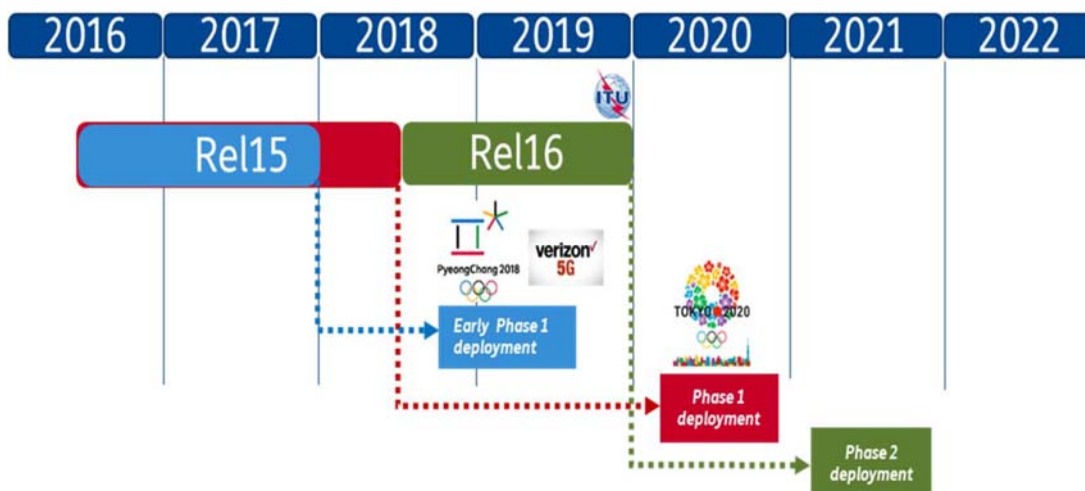 2016 2017 2018 2019 2020 2021 2022
ITU
Rel15 Rel16
PyeongChang 2018
verizon
5G
TOKYO 2020
Early Phase 1
deployment
Phase 1
deployment
Phase 2
deployment